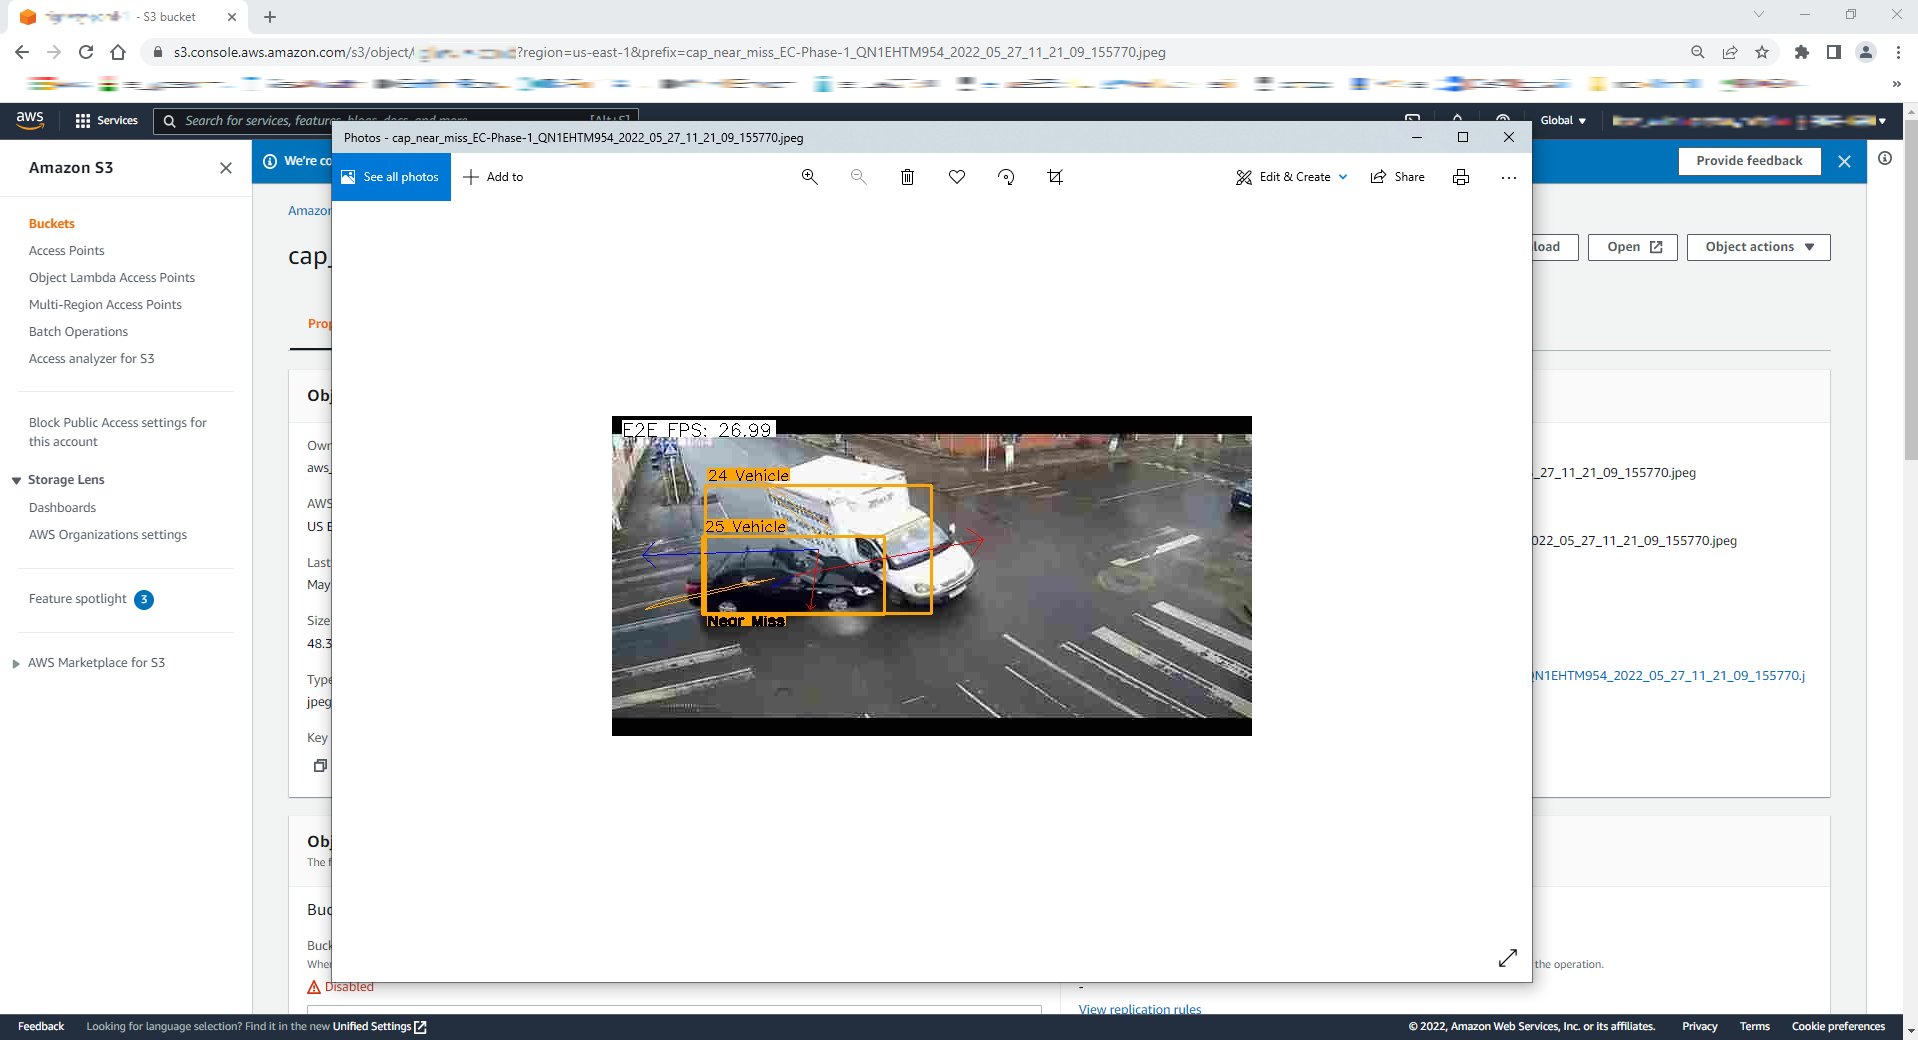 - S3 bucket
s3.console.aws.amazon.com/s3/object/
?region=us-east-1&prefix=cap_near_miss_EC-Phase-1_QN1EHTM954_2022_05_27_11_21_09_155770.jpeg
aws
Services
Search for services, features, blogs, docs, and more
[Alt+S]
Global
Photos - cap_near_miss_EC-Phase-1_QN1EHTM954_2022_05_27_11_21_09_155770.jpeg
Amazon S3
We're co
Provide feedback
See all photos
Add to
Edit & Create
Share
Buckets
Access Points
Object Lambda Access Points
Multi-Region Access Points
Batch Operations
Access analyzer for S3
Block Public Access settings for
this account
Storage Lens
Dashboards
AWS Organizations settings
Feature spotlight 3
AWS Marketplace for S3
Amazon
cap_
load
Open
Object actions
Prop
Obj
Own
aws_
AWS
US E
Last
May
Size
48.3
Type
jpeg
Key
_27_11_21_09_155770.jpeg
022_05_27_11_21_09_155770.jpeg
QN1EHTM954_2022_05_27_11_21_09_155770.j
E2E FPS: 26.99
24 Vehicle
25 Vehicle
Near Miss
Obj
The f
Buc
Buck
When
the operation.
Disabled
-
View replication rules
Feedback
Looking for language selection? Find it in the new Unified Settings
© 2022, Amazon Web Services, Inc. or its affiliates.
Privacy
Terms
Cookie preferences